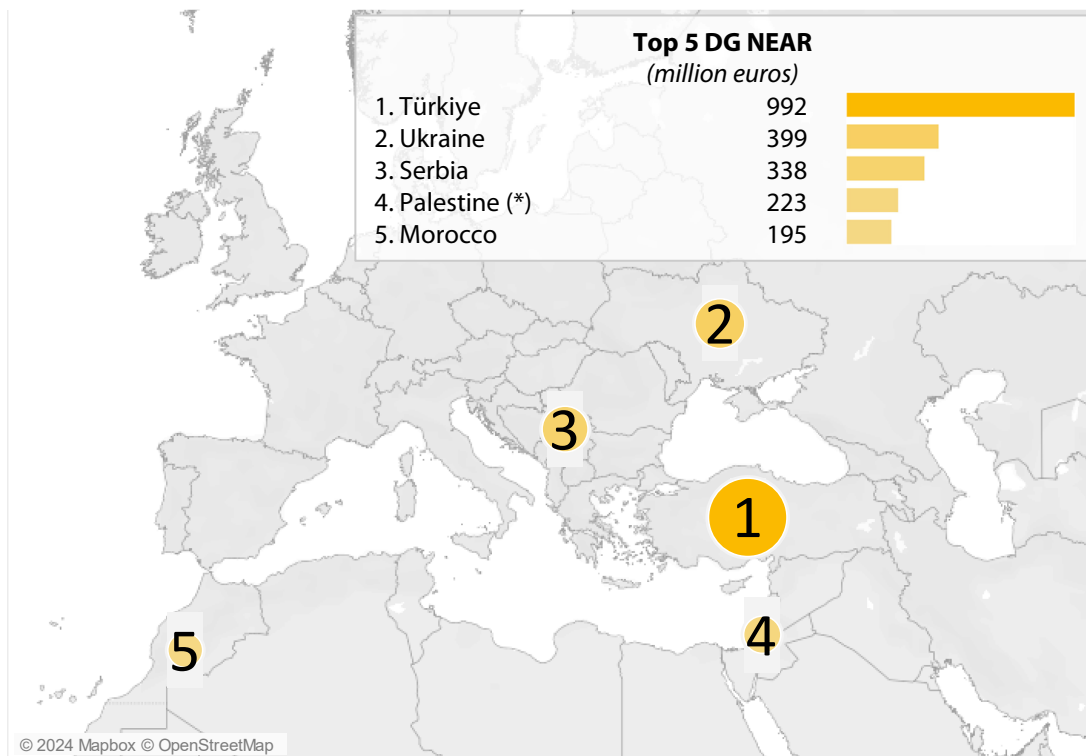 Top 5 DG NEAR
(million euros)
1. Türkiye 992
2. Ukraine 399
3. Serbia 338
4. Palestine (*) 223
5. Morocco 195
2
3
1
4
5
© 2024 Mapbox © OpenStreetMap